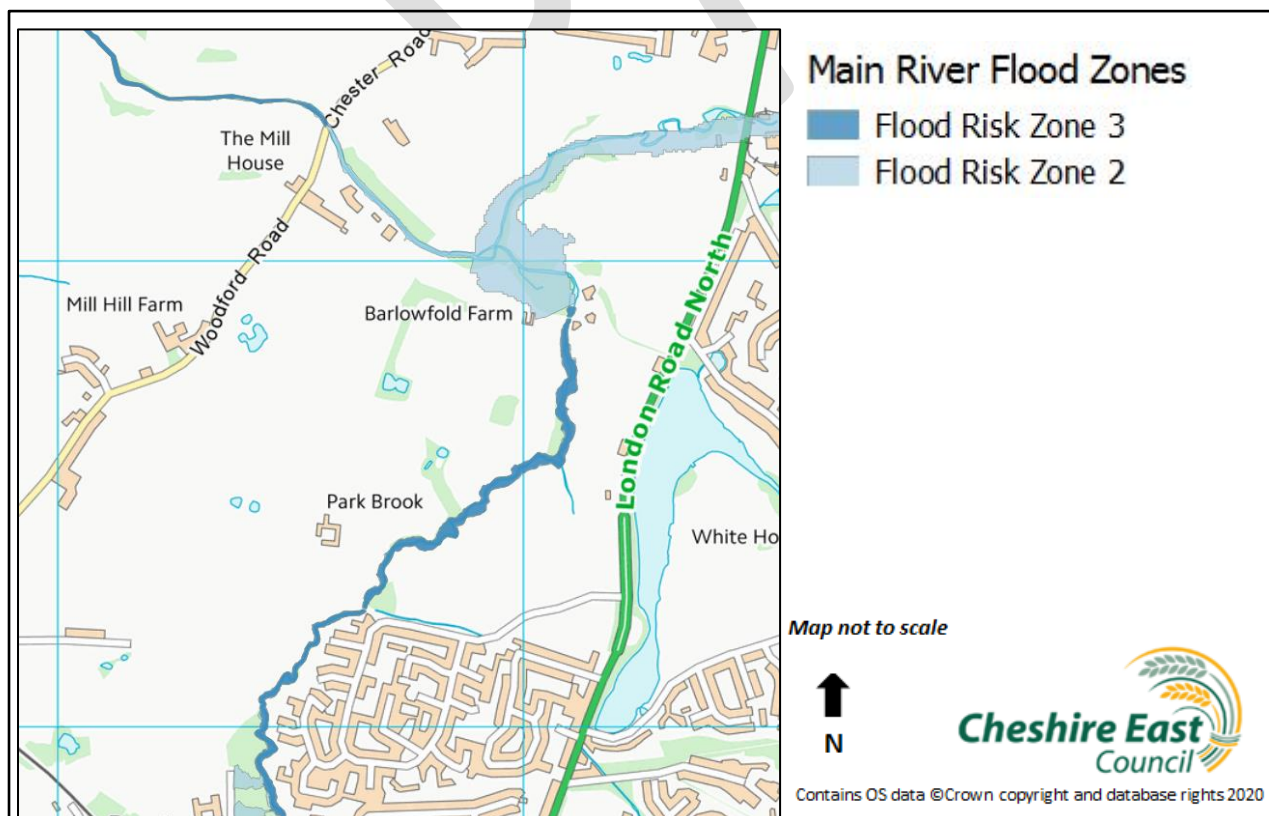 Chester Road
The Mill
House
Woodford Road
Mill Hill Farm
Barlowfold Farm
London Road North
Park Brook
White Ho
Main River Flood Zones
Flood Risk Zone 3
Flood Risk Zone 2
Map not to scale
N
Cheshire East
Council
Contains OS data ©Crown copyright and database rights 2020